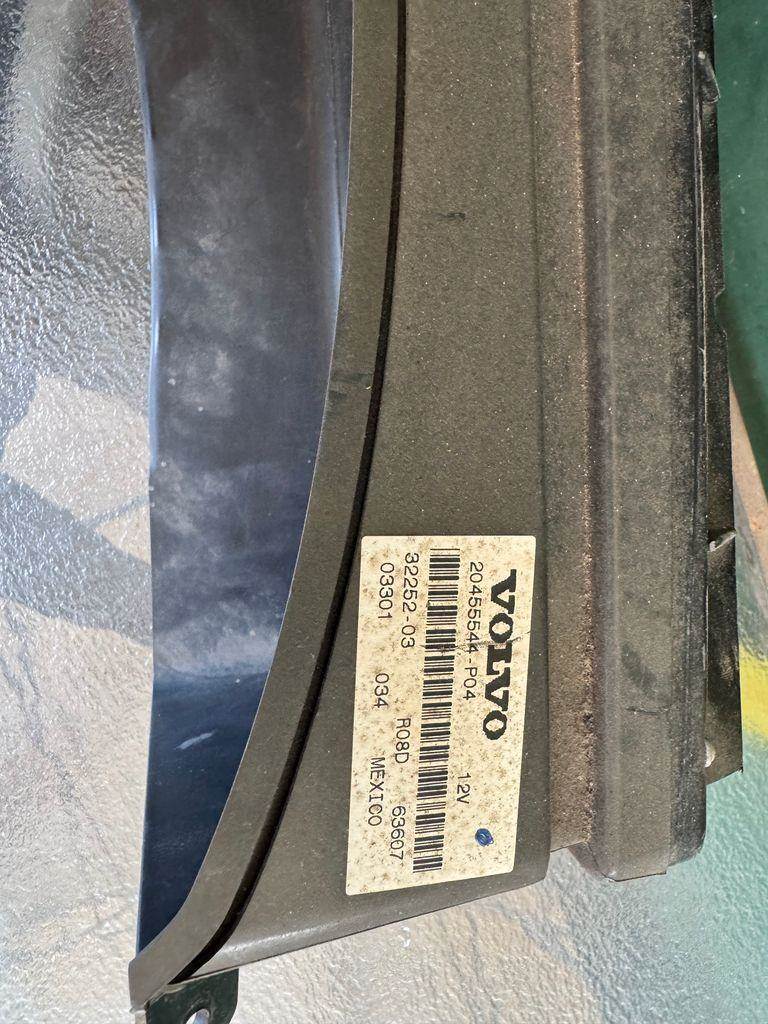 VOLVO
20455544-P04 12V
32252-03 R08D 63607
03301 034 MEXICO